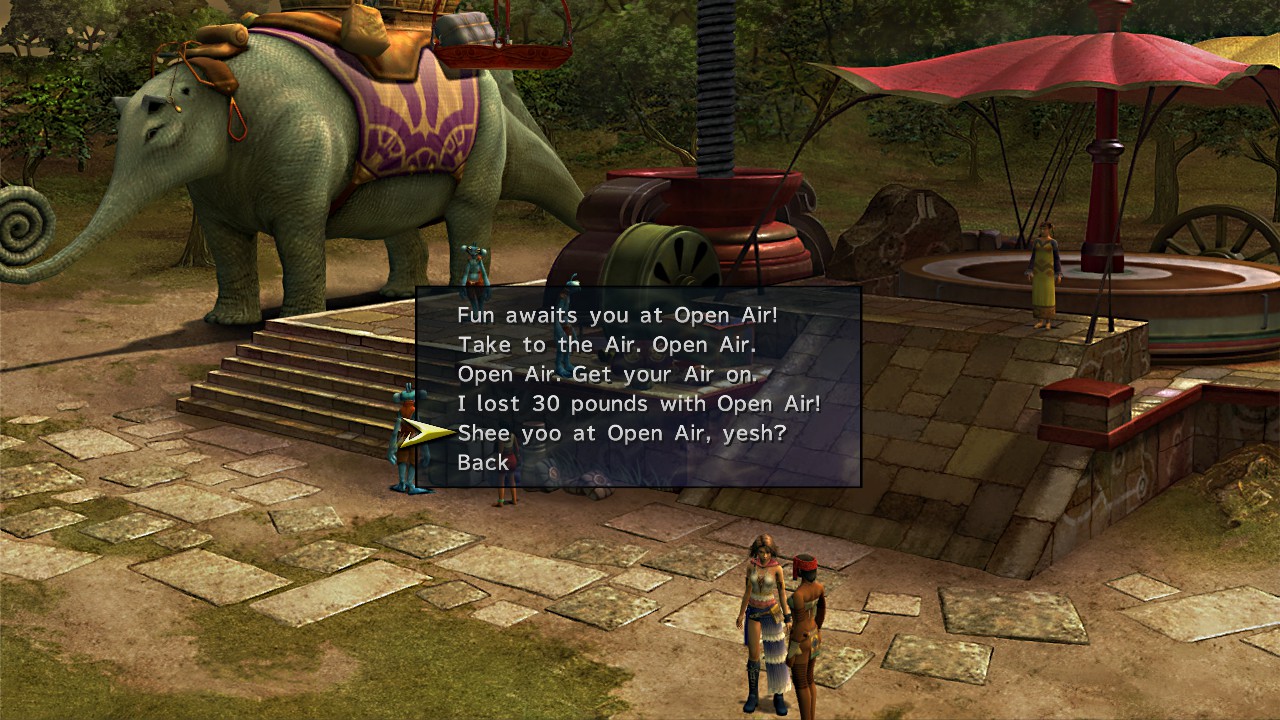 Fun awaits you at Open Air!
Take to the Air. Open Air.
Open Air. Get your Air on.
I lost 30 pounds with Open Air!
Shee yoo at Open Air, yesh?
Back